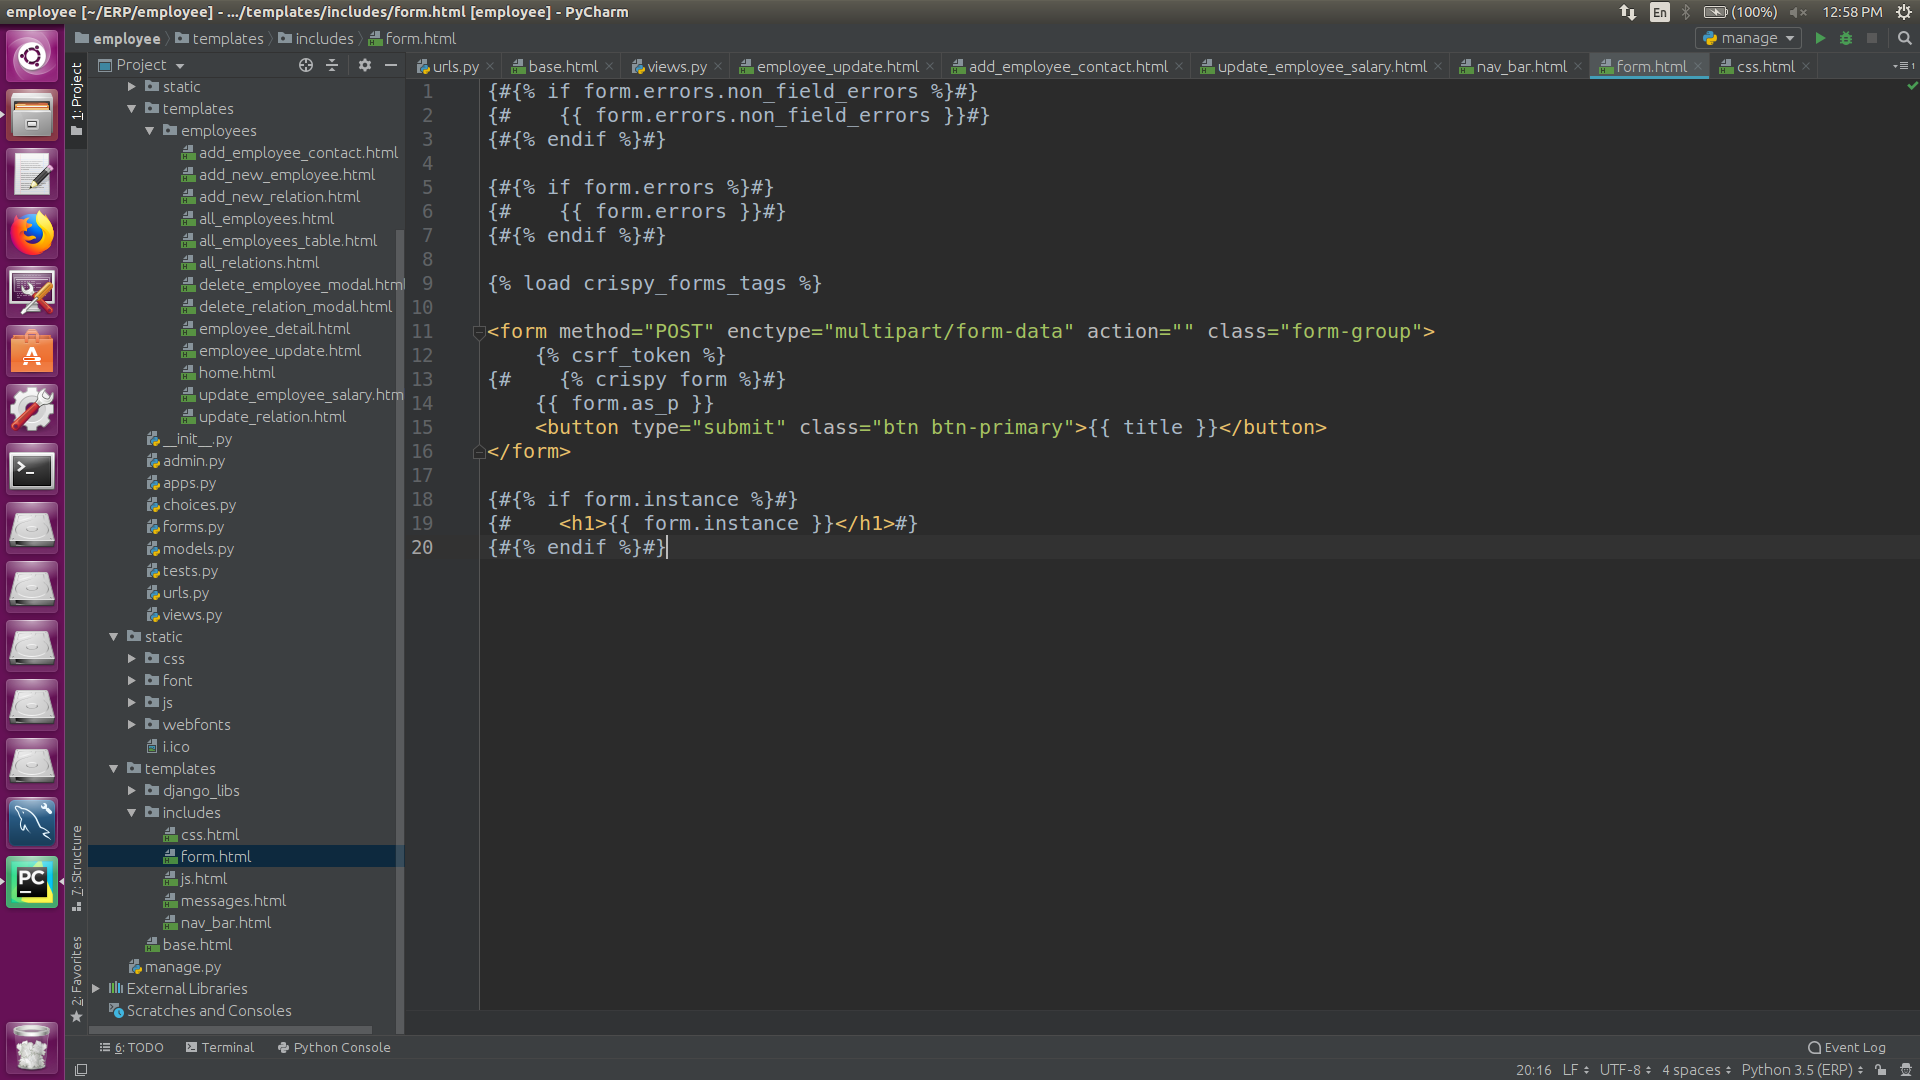 employee [~/ERP/employee] - .../templates/includes/form.html [employee] - PyCharm
En
(100%)
12:58 PM
employee
templates
includes
form.html
manage
Project
urls.py
base.html
views.py
employee_update.html
add_employee_contact.html
update_employee_salary.html
nav_bar.html
form.html
css.html
1: Project
7: Structure
2: Favorites
static
templates
employees
add_employee_contact.html
add_new_employee.html
add_new_relation.html
all_employees.html
all_employees_table.html
all_relations.html
delete_employee_modal.html
delete_relation_modal.html
employee_detail.html
employee_update.html
home.html
update_employee_salary.htm
update_relation.html
__init__.py
admin.py
apps.py
choices.py
forms.py
models.py
tests.py
urls.py
views.py
static
css
font
js
webfonts
i.ico
templates
django_libs
includes
css.html
form.html
js.html
messages.html
nav_bar.html
base.html
manage.py
External Libraries
Scratches and Consoles
1 {#{% if form.errors.non_field_errors %}#}
2 {#    {{ form.errors.non_field_errors }}#}
3 {#{% endif %}#}
4
5 {#{% if form.errors %}#}
6 {#    {{ form.errors }}#}
7 {#{% endif %}#}
8
9 {% load crispy_forms_tags %}
10
11 <form method="POST" enctype="multipart/form-data" action="" class="form-group">
12     {% csrf_token %}
13 {#    {% crispy form %}#}
14     {{ form.as_p }}
15     <button type="submit" class="btn btn-primary">{{ title }}</button>
16 </form>
17
18 {#{% if form.instance %}#}
19 {#    <h1>{{ form.instance }}</h1>#}
20 {#{% endif %}#}
PC
6: TODO
Terminal
Python Console
Event Log
20:16
LF
UTF-8
4 spaces
Python 3.5 (ERP)